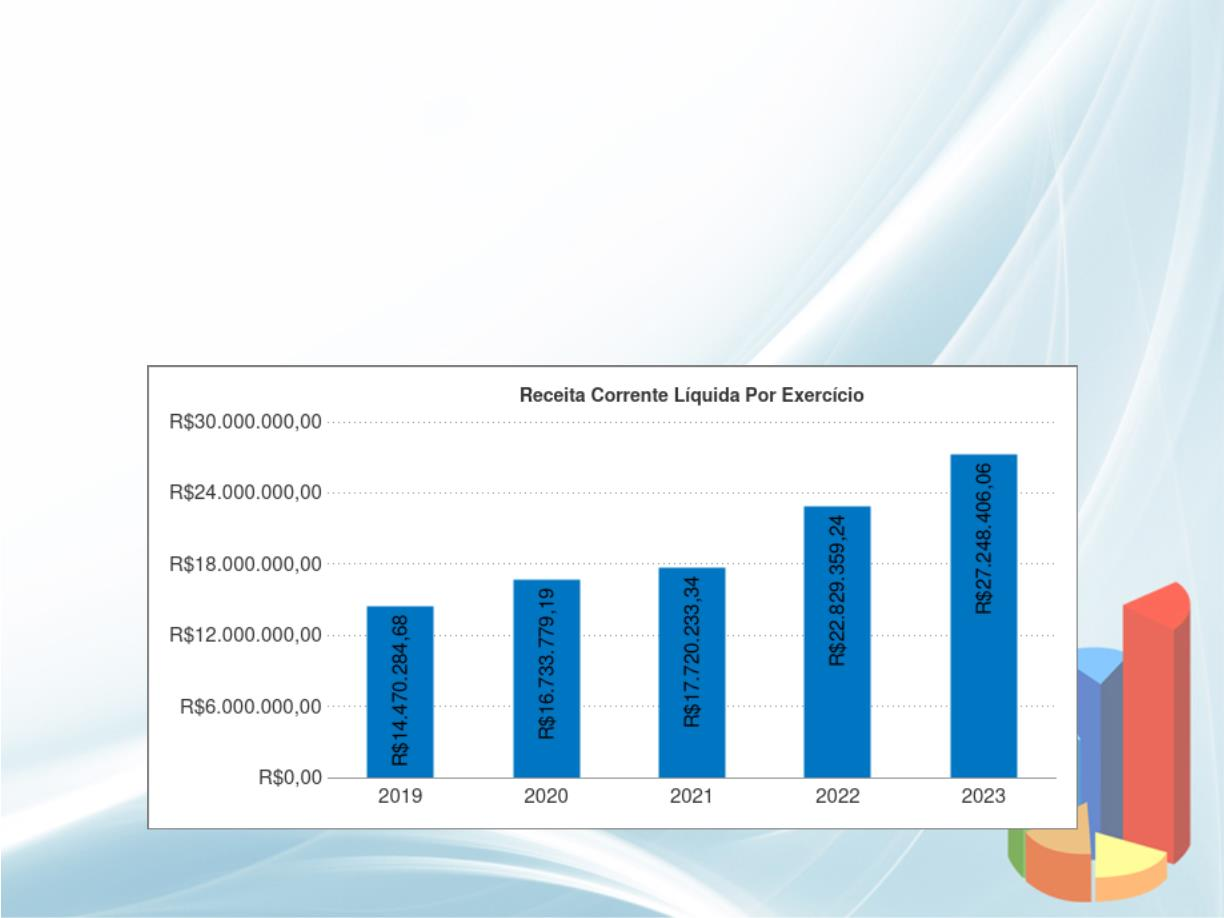 Receita Corrente Líquida Por Exercício
R$30.000.000,00
R$24.000.000,00
R$18.000.000,00
R$12.000.000,00
R$6.000.000,00
R$0,00
R$14.470.284,68
R$16.733.779,19
R$17.720.233,34
R$22.829.359,24
R$27.248.406,06
2019
2020
2021
2022
2023